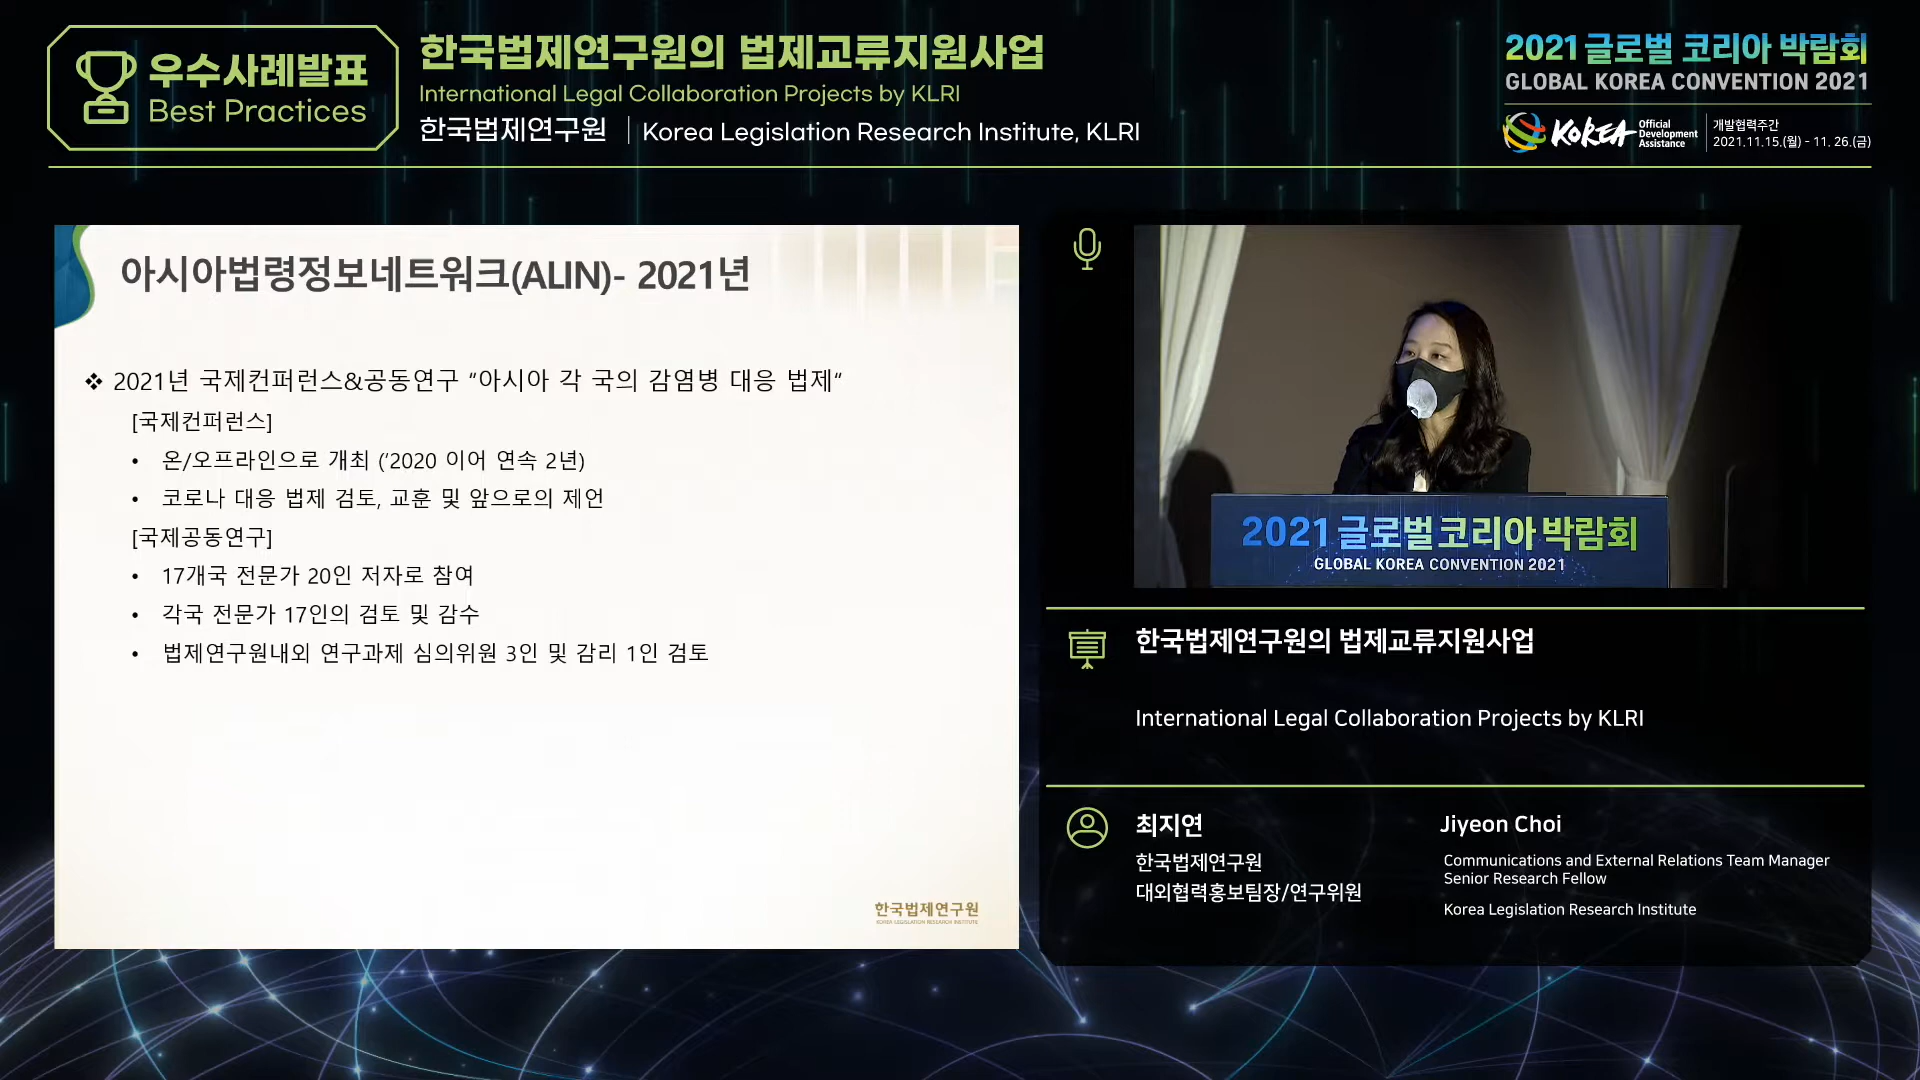 우수사례발표
Best Practices
한국법제연구원의 법제교류지원사업
International Legal Collaboration Projects by KLRI
한국법제연구원 | Korea Legislation Research Institute, KLRI
2021 글로벌 코리아 박람회
GLOBAL KOREA CONVENTION 2021
KOREA
Official
Development
Assistance
개발협력주간
2021.11.15.(월) - 11. 26.(금)
아시아법령정보네트워크(ALIN)- 2021년
❖ 2021년 국제컨퍼런스&공동연구 “아시아 각 국의 감염병 대응 법제“
[국제컨퍼런스]
• 온/오프라인으로 개최 (’2020 이어 연속 2년)
• 코로나 대응 법제 검토, 교훈 및 앞으로의 제언
[국제공동연구]
• 17개국 전문가 20인 저자로 참여
• 각국 전문가 17인의 검토 및 감수
• 법제연구원내외 연구과제 심의위원 3인 및 감리 1인 검토
한국법제연구원
KOREA LEGISLATION RESEARCH INSTITUTE
2021 글로벌 코리아 박람회
GLOBAL KOREA CONVENTION 2021
한국법제연구원의 법제교류지원사업
International Legal Collaboration Projects by KLRI
최지연
한국법제연구원
대외협력홍보팀장/연구위원
Jiyeon Choi
Communications and External Relations Team Manager
Senior Research Fellow
Korea Legislation Research Institute